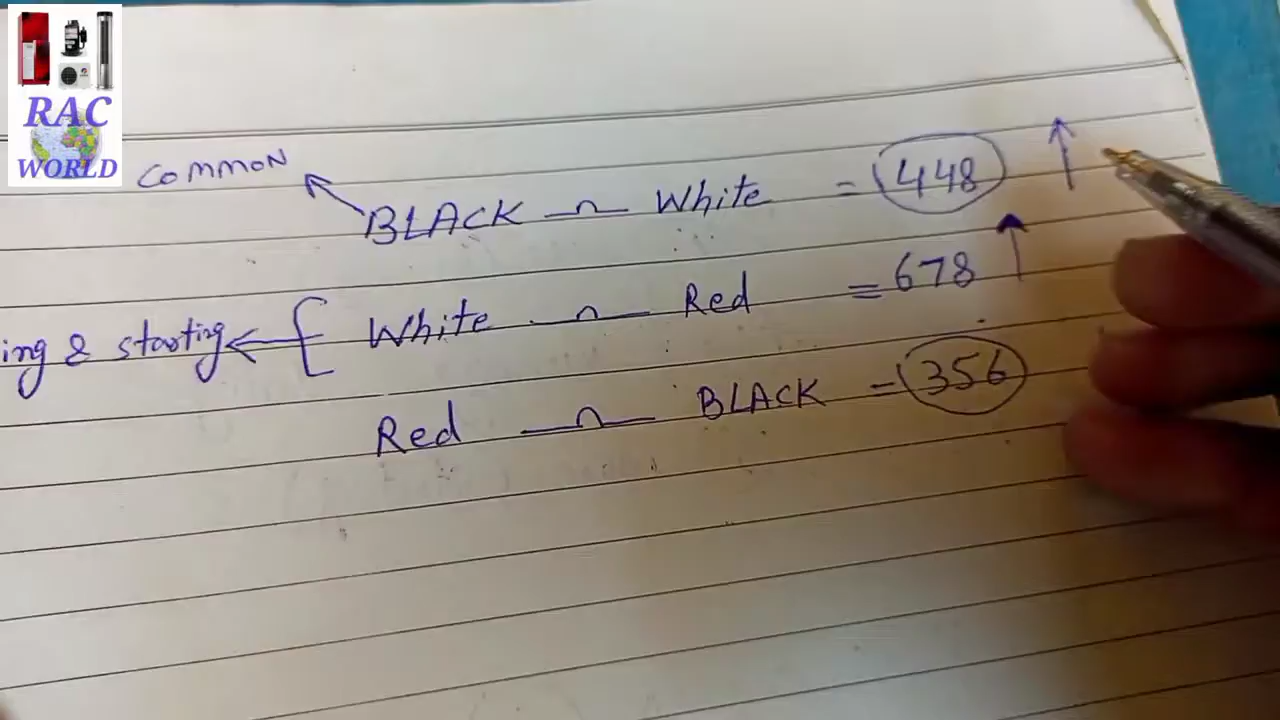 RAC
WORLD
COMMON
BLACK White = 448 ↑
ing & starting ← { White Red = 678 ↑
Red BLACK = 356